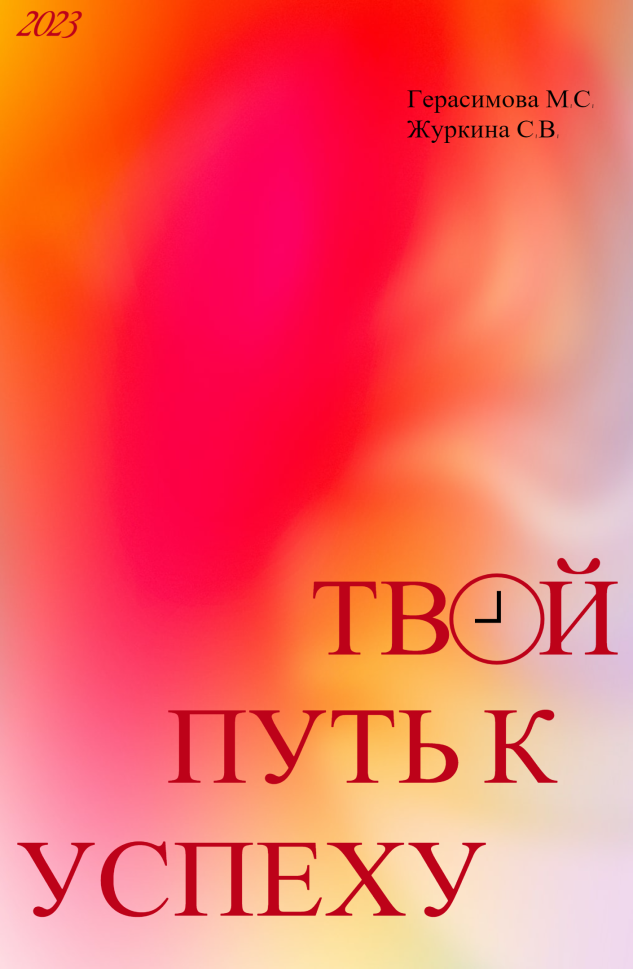 2023
Герасимова М.С.
Журкина С.В.
ТВОЙ
ПУТЬ К
УСПЕХУ